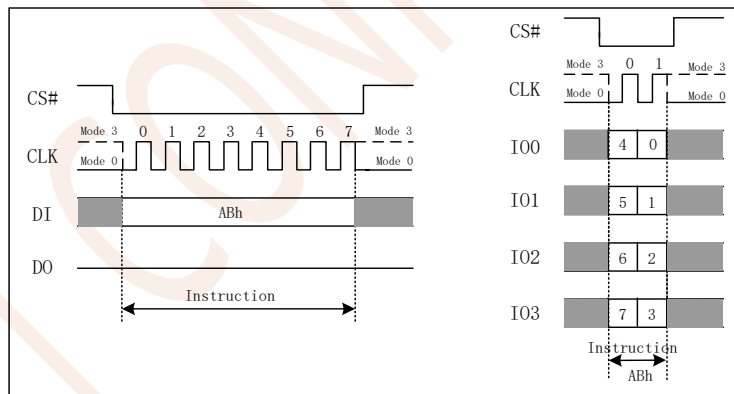 CS#
Mode 3 0 1 2 3 4 5 6 7 Mode 3
CLK
Mode 0 Mode 0
DI ABh
DO
Instruction
CS#
Mode 3 0 1 Mode 3
CLK
Mode 0 Mode 0
IO0 4 0
IO1 5 1
IO2 6 2
IO3 7 3
Instruction
ABh